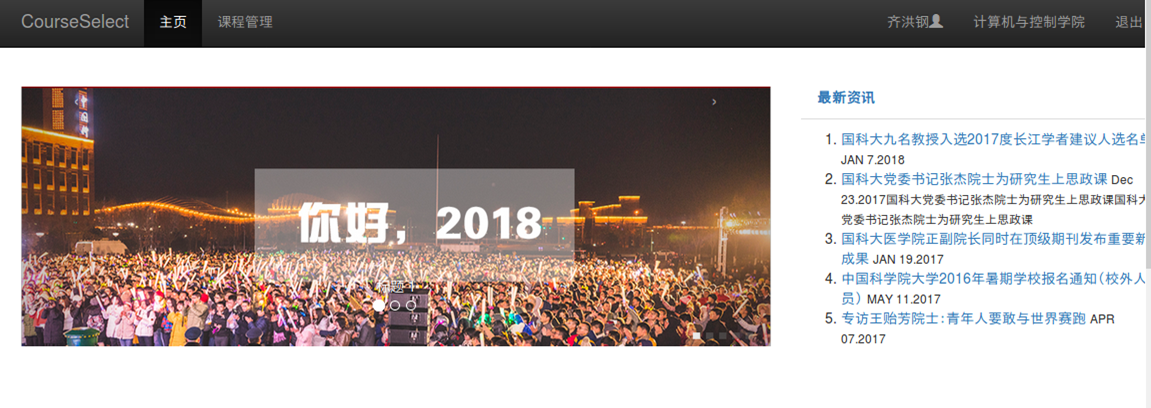 CourseSelect 主页 课程管理 齐洪钢 计算机与控制学院 退出
你好，2018
标题
最新资讯
1. 国科大九名教授入选2017度长江学者建议人选名单
JAN 7.2018
2. 国科大党委书记张杰院士为研究生上思政课 Dec
23.2017国科大党委书记张杰院士为研究生上思政课国科大
党委书记张杰院士为研究生上思政课
3. 国科大医学院正副院长同时在顶级期刊发布重要新
成果 JAN 19.2017
4. 中国科学院大学2016年暑期学校报名通知（校外人
员） MAY 11.2017
5. 专访王贻芳院士：青年人要敢与世界赛跑 APR
07.2017